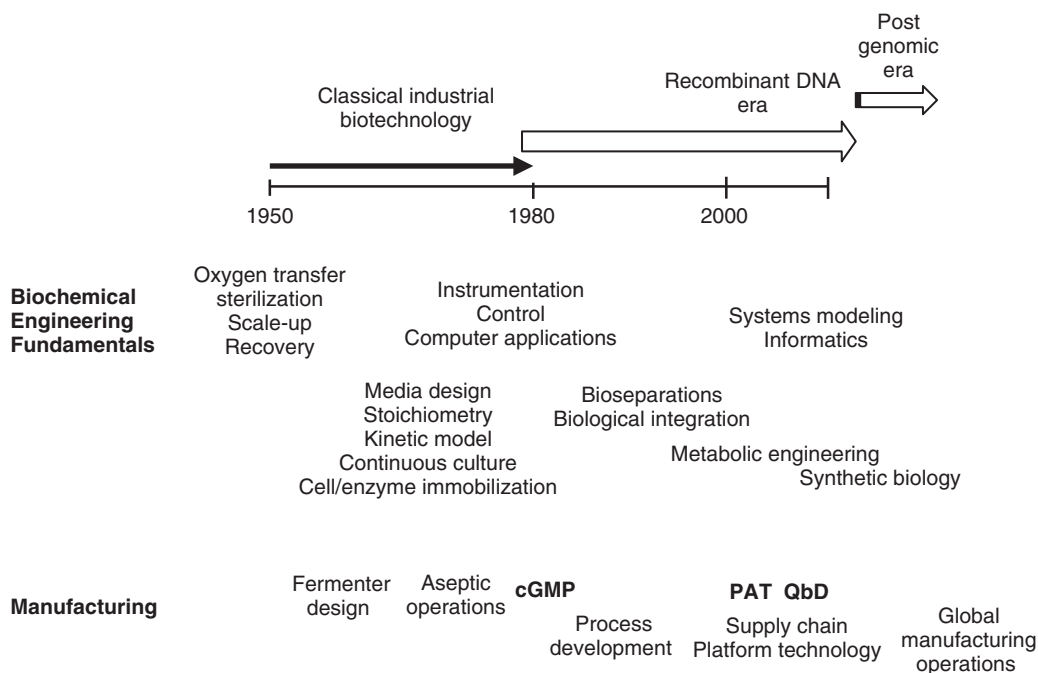 Post
genomic
era
Recombinant DNA
era
Classical industrial
biotechnology
1950
1980
2000
Biochemical
Engineering
Fundamentals
Oxygen transfer
sterilization
Scale-up
Recovery
Instrumentation
Control
Computer applications
Systems modeling
Informatics
Media design
Stoichiometry
Kinetic model
Continuous culture
Cell/enzyme immobilization
Bioseparations
Biological integration
Metabolic engineering
Synthetic biology
Manufacturing
Fermenter
design
Aseptic
operations
cGMP
Process
development
PAT QbD
Supply chain
Platform technology
Global
manufacturing
operations